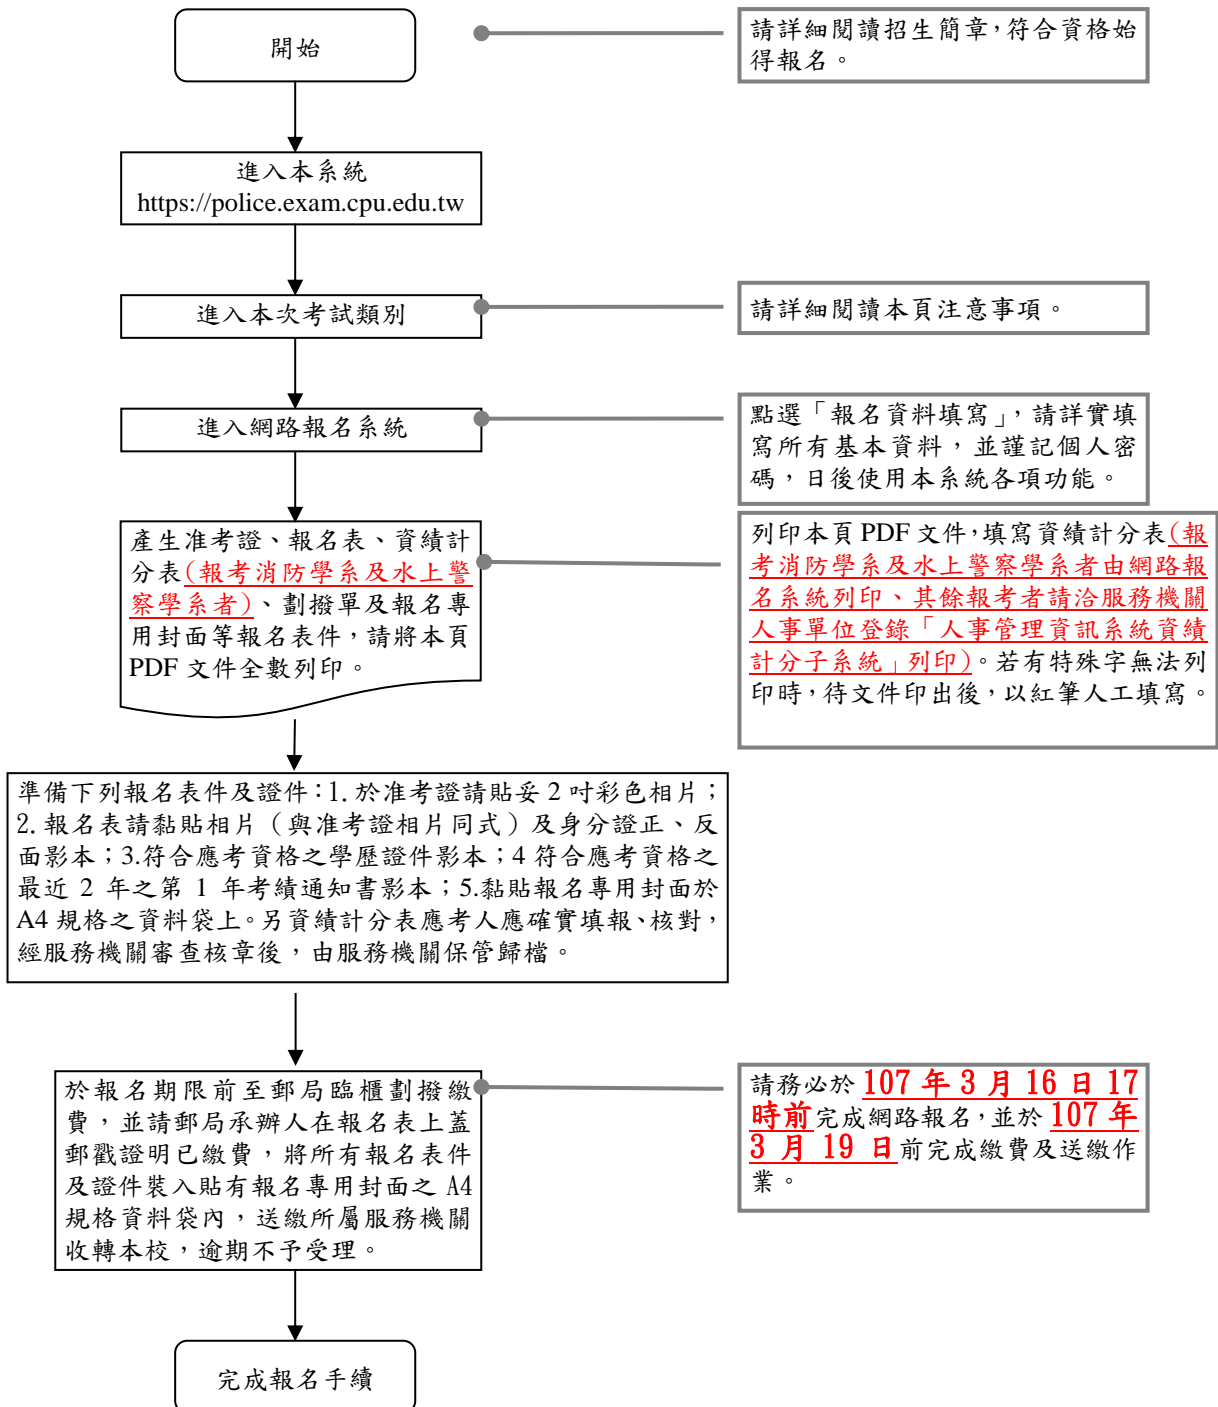 開始
請詳細閱讀招生簡章，符合資格始
得報名。
進入本系統
https://police.exam.cpu.edu.tw
進入本次考試類別
請詳細閱讀本頁注意事項。
進入網路報名系統
點選「報名資料填寫」，請詳實填
寫所有基本資料，並謹記個人密
碼，日後使用本系統各項功能。
產生准考證、報名表、資績計
分表(報考消防學系及水上警
察學系者)、劃撥單及報名專
用封面等報名表件，請將本頁
PDF 文件全數列印。
列印本頁 PDF 文件，填寫資績計分表(報
考消防學系及水上警察學系者由網路報
名系統列印、其餘報考者請洽服務機關
人事單位登錄「人事管理資訊系統資績
計分子系統」列印)。若有特殊字無法列
印時，待文件印出後，以紅筆人工填寫。
準備下列報名表件及證件：1. 於准考證請貼妥 2 吋彩色相片；
2. 報名表請黏貼相片（與准考證相片同式）及身分證正、反
面影本；3.符合應考資格之學歷證件影本；4 符合應考資格之
最近 2 年之第 1 年考績通知書影本；5.黏貼報名專用封面於
A4 規格之資料袋上。另資績計分表應考人應確實填報、核對，
經服務機關審查核章後，由服務機關保管歸檔。
於報名期限前至郵局臨櫃劃撥繳
費，並請郵局承辦人在報名表上蓋
郵戳證明已繳費，將所有報名表件
及證件裝入貼有報名專用封面之 A4
規格資料袋內，送繳所屬服務機關
收轉本校，逾期不予受理。
請務必於 107 年 3 月 16 日 17
時前完成網路報名，並於 107 年
3 月 19 日前完成繳費及送繳作
業。
完成報名手續